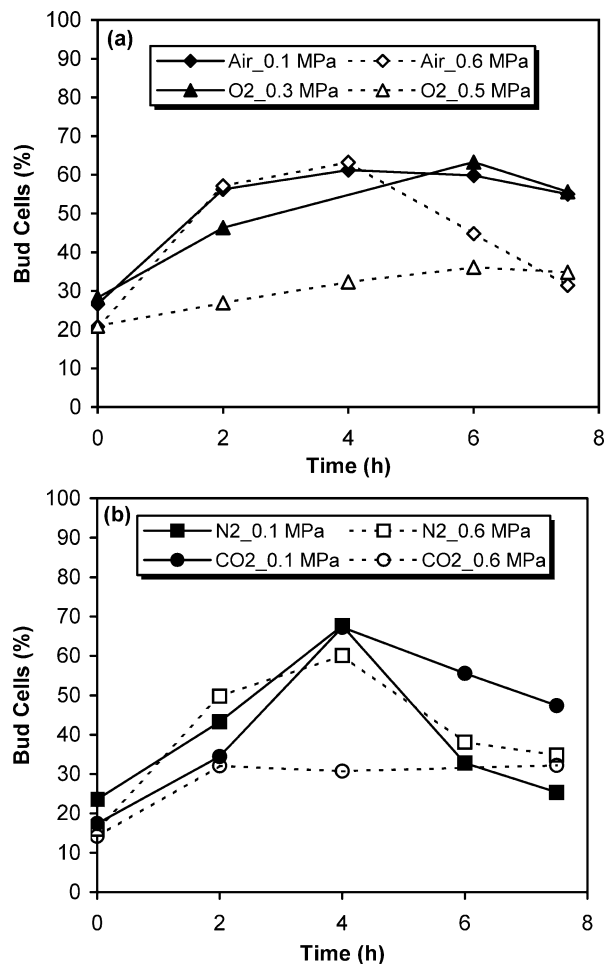 (a)
Air_0.1 MPa Air_0.6 MPa
O2_0.3 MPa O2_0.5 MPa
Bud Cells (%)
100
90
80
70
60
50
40
30
20
10
0
0 2 4 6 8
Time (h)
(b)
N2_0.1 MPa N2_0.6 MPa
CO2_0.1 MPa CO2_0.6 MPa
Bud Cells (%)
100
90
80
70
60
50
40
30
20
10
0
0 2 4 6 8
Time (h)